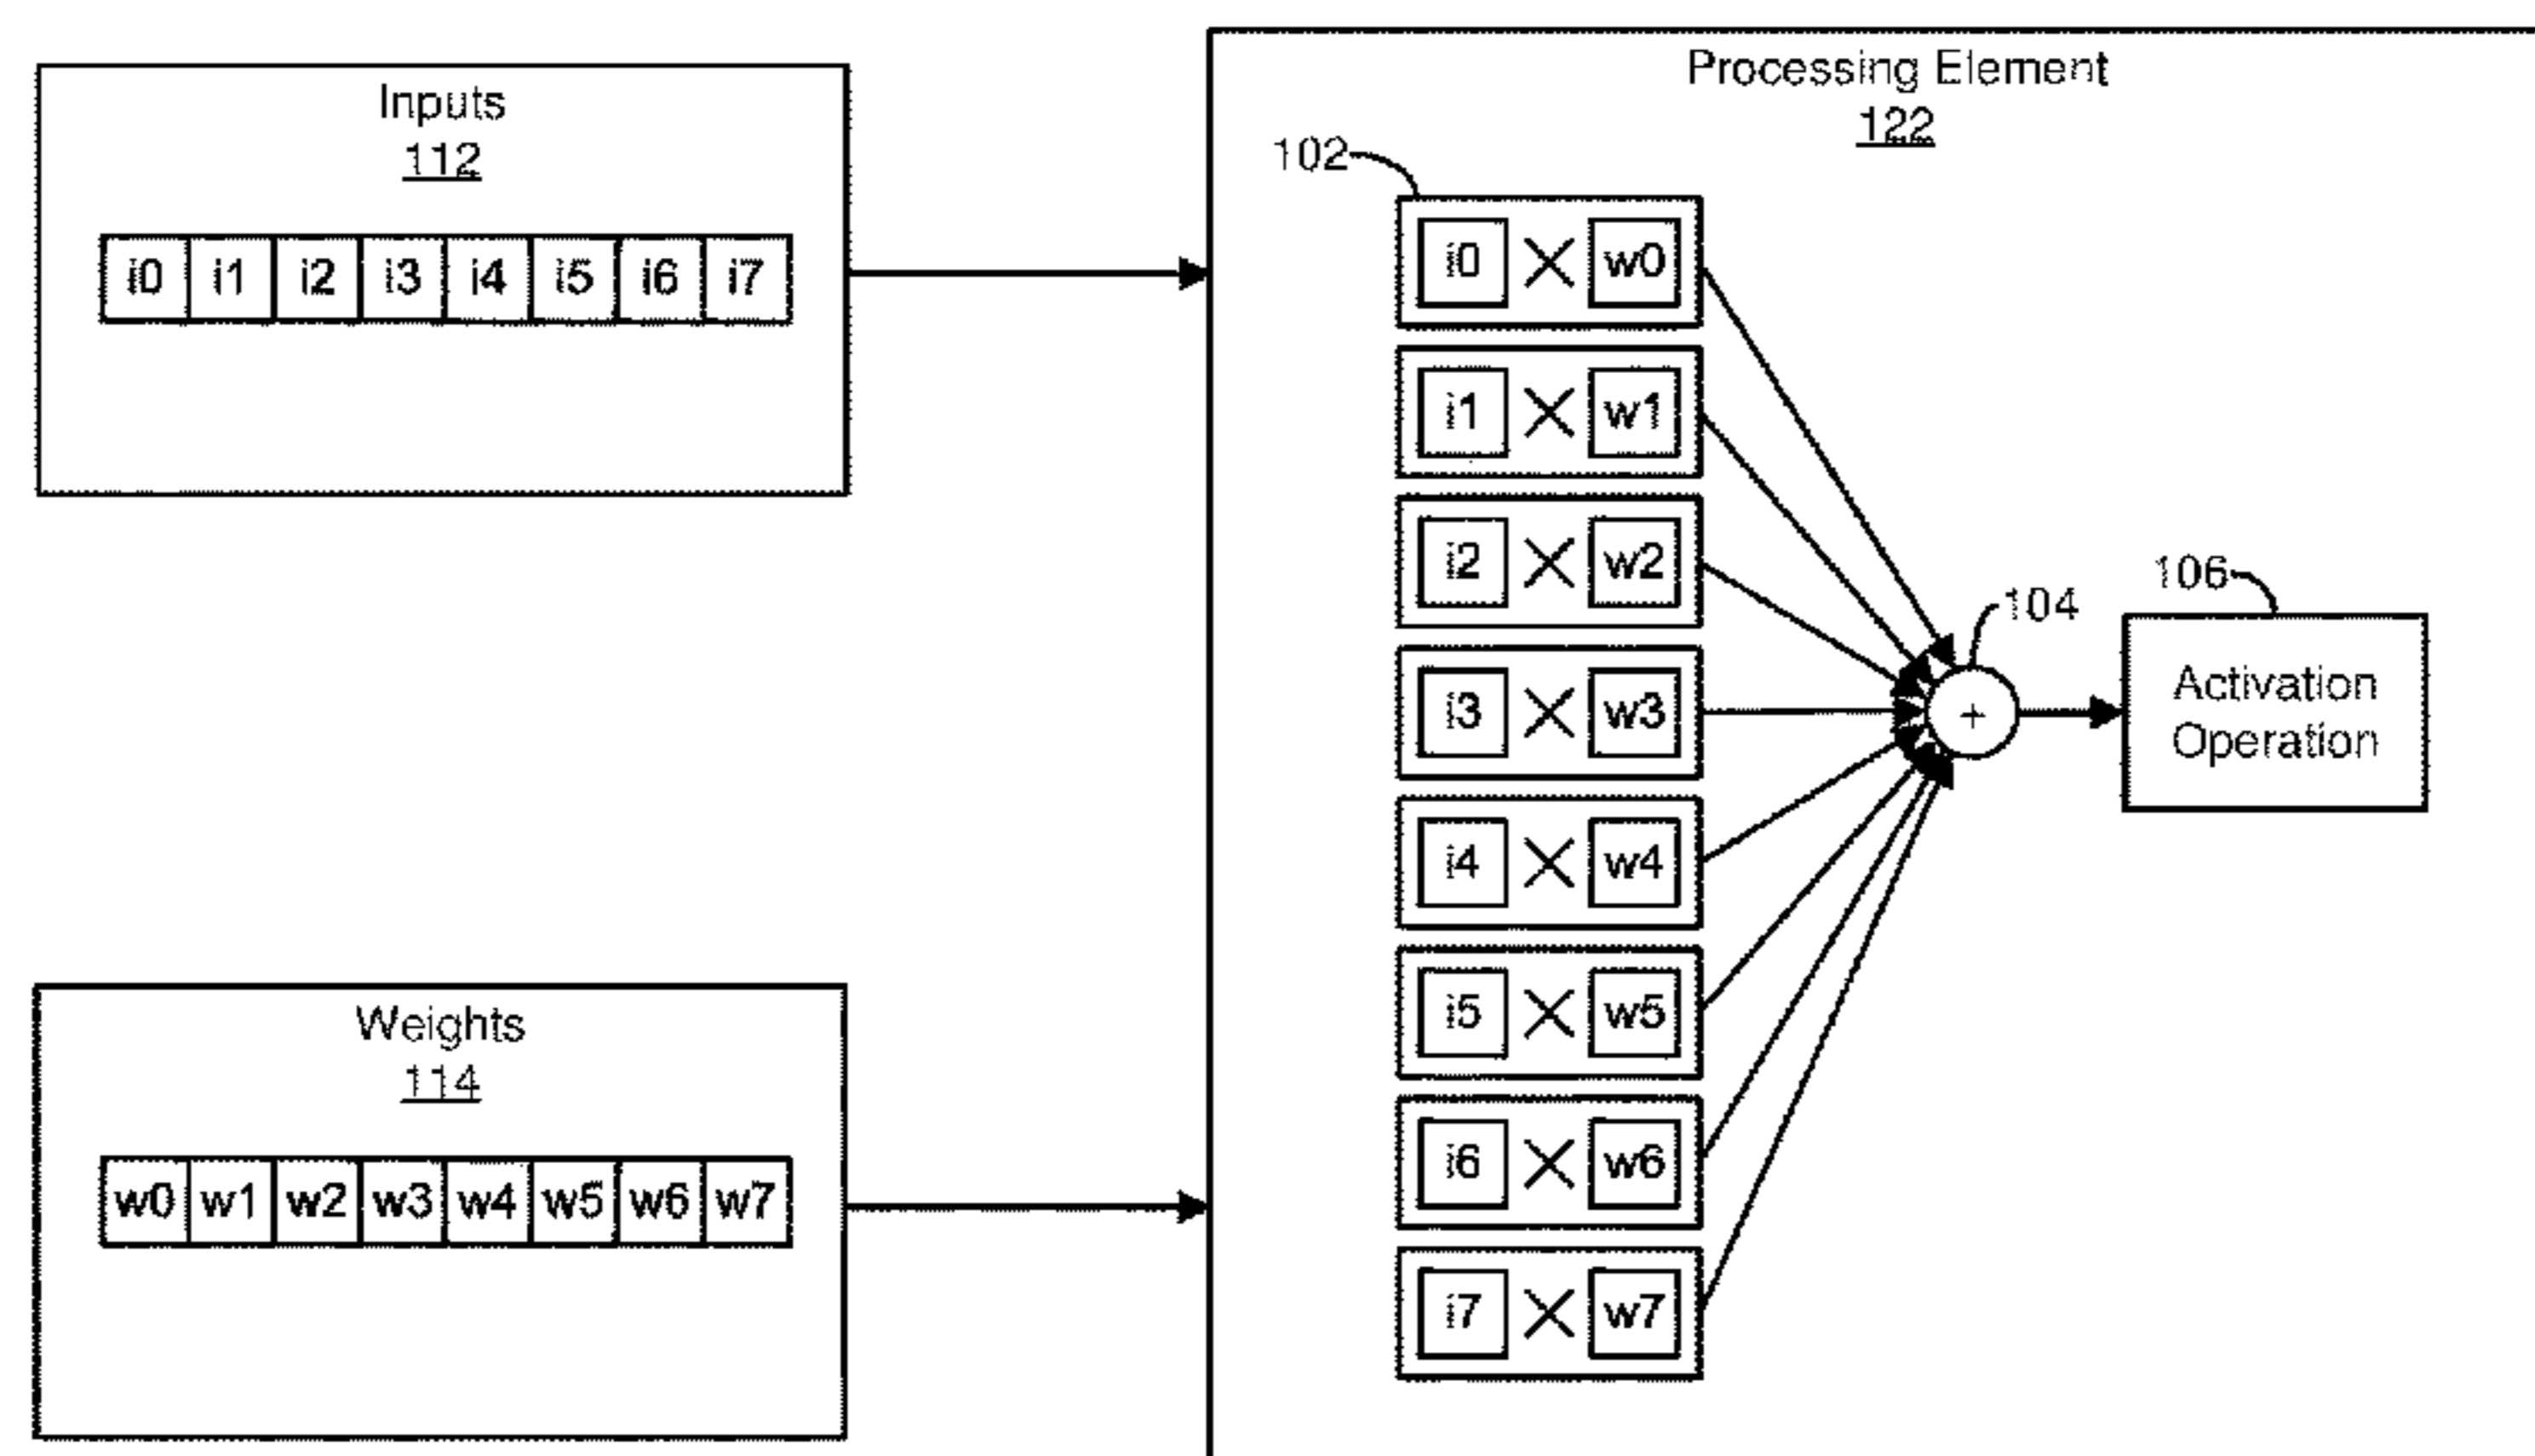 Inputs
112
i0 i1 i2 i3 i4 i5 i6 i7
Weights
114
w0 w1 w2 w3 w4 w5 w6 w7
Processing Element
122
102
i0 × w0
i1 × w1
i2 × w2
i3 × w3
i4 × w4
i5 × w5
i6 × w6
i7 × w7
104
+
106
Activation
Operation